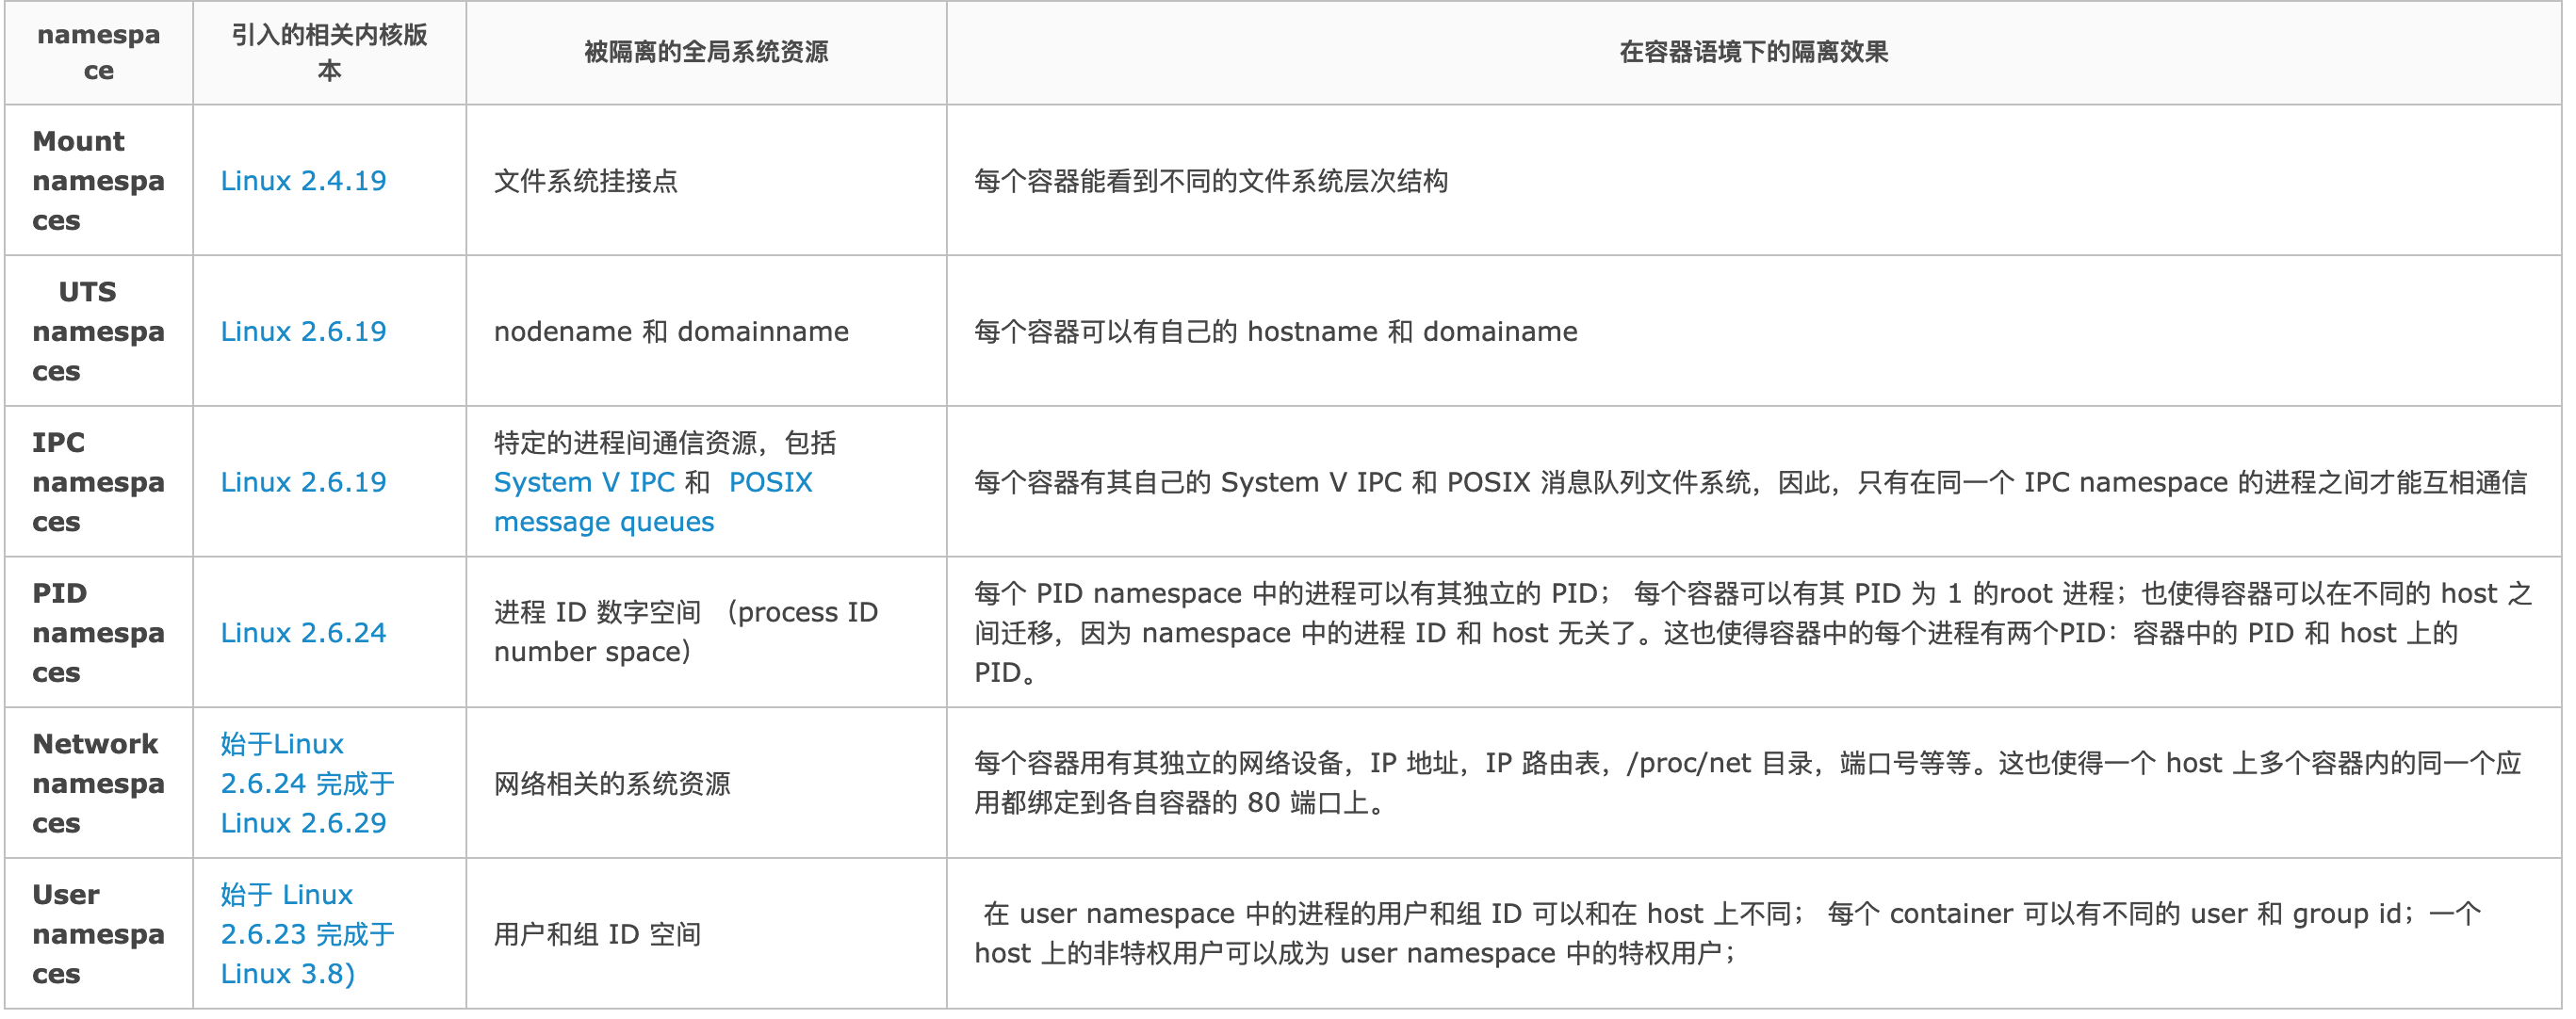 namespa
ce
引入的相关内核版
本
被隔离的全局系统资源
在容器语境下的隔离效果
Mount
namespa
ces
Linux 2.4.19
文件系统挂接点
每个容器能看到不同的文件系统层次结构
UTS
namespa
ces
Linux 2.6.19
nodename 和 domainname
每个容器可以有自己的 hostname 和 domainame
IPC
namespa
ces
Linux 2.6.19
特定的进程间通信资源，包括
System V IPC 和 POSIX
message queues
每个容器有其自己的 System V IPC 和 POSIX 消息队列文件系统，因此，只有在同一个 IPC namespace 的进程之间才能互相通信
PID
namespa
ces
Linux 2.6.24
进程 ID 数字空间 （process ID
number space）
每个 PID namespace 中的进程可以有其独立的 PID； 每个容器可以有其 PID 为 1 的root 进程；也使得容器可以在不同的 host 之
间迁移，因为 namespace 中的进程 ID 和 host 无关了。这也使得容器中的每个进程有两个PID：容器中的 PID 和 host 上的
PID。
Network
namespa
ces
始于Linux
2.6.24 完成于
Linux 2.6.29
网络相关的系统资源
每个容器用有其独立的网络设备，IP 地址，IP 路由表，/proc/net 目录，端口号等等。这也使得一个 host 上多个容器内的同一个应
用都绑定到各自容器的 80 端口上。
User
namespa
ces
始于 Linux
2.6.23 完成于
Linux 3.8)
用户和组 ID 空间
在 user namespace 中的进程的用户和组 ID 可以和在 host 上不同； 每个 container 可以有不同的 user 和 group id；一个
host 上的非特权用户可以成为 user namespace 中的特权用户；